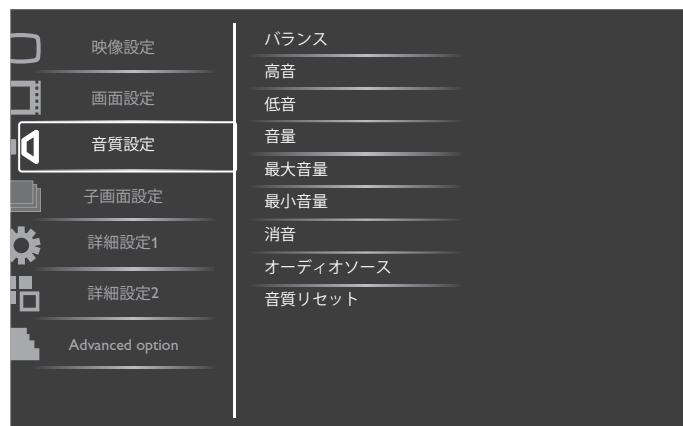 映像設定
画面設定
音質設定
子画面設定
詳細設定1
詳細設定2
Advanced option
バランス
高音
低音
音量
最大音量
最小音量
消音
オーディオソース
音質リセット